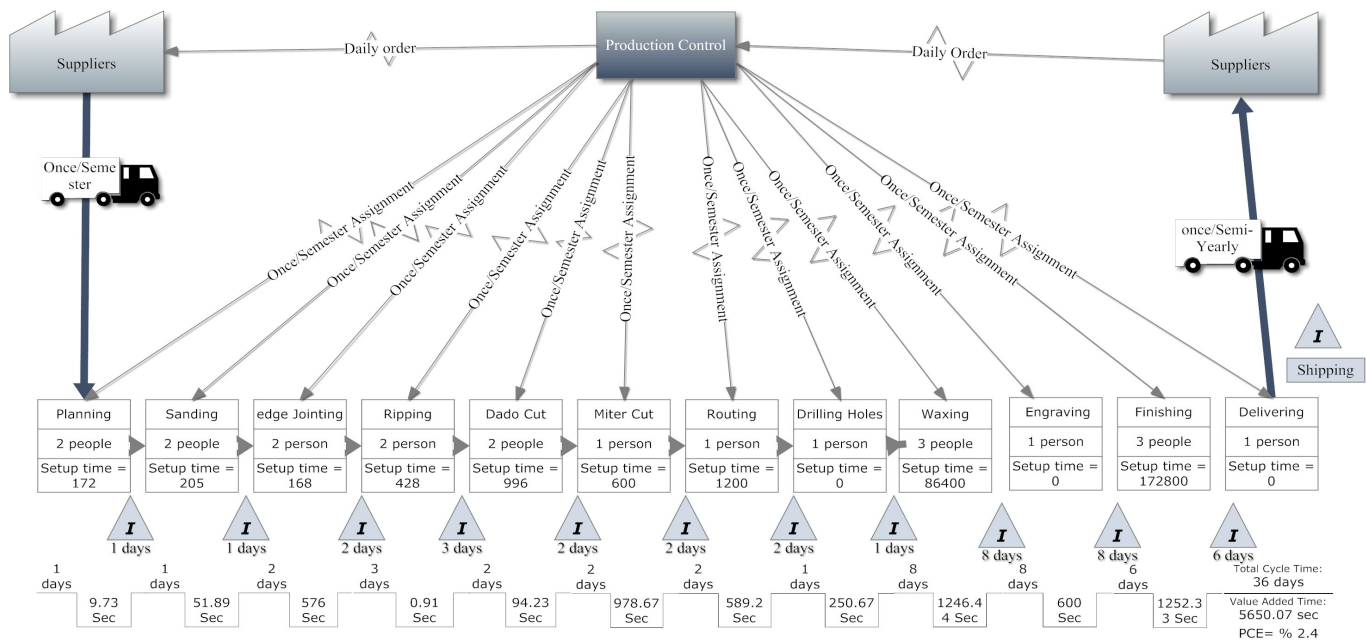 Suppliers
Daily order
Production Control
Daily Order
Suppliers
Once/Seme
ster
once/Semi-
Yearly
Once/Semester Assignment
Once/Semester Assignment
Once/Semester Assignment
Once/Semester Assignment
Once/Semester Assignment
Once/Semester Assignment
Once/Semester Assignment
Once/Semester Assignment
Once/Semester Assignment
Once/Semester Assignment
Once/Semester Assignment
Once/Semester Assignment
I
Shipping
Planning
2 people
Setup time =
172
Sanding
2 people
Setup time =
205
edge Jointing
2 person
Setup time =
168
Ripping
2 person
Setup time =
428
Dado Cut
2 people
Setup time =
996
Miter Cut
1 person
Setup time =
600
Routing
1 person
Setup time =
1200
Drilling Holes
1 person
Setup time =
0
Waxing
3 people
Setup time =
86400
Engraving
1 person
Setup time =
0
Finishing
3 people
Setup time =
172800
Delivering
1 person
Setup time =
0
I
1 days
I
1 days
I
2 days
I
3 days
I
2 days
I
2 days
I
2 days
I
1 days
I
8 days
I
8 days
I
6 days
1
days
9.73
Sec
1
days
51.89
Sec
2
days
576
Sec
3
days
0.91
Sec
2
days
94.23
Sec
2
days
978.67
Sec
2
days
589.2
Sec
1
days
250.67
Sec
8
days
1246.4
4 Sec
8
days
600
Sec
6
days
1252.3
3 Sec
Total Cycle Time:
36 days
Value Added Time:
5650.07 sec
PCE= % 2.4